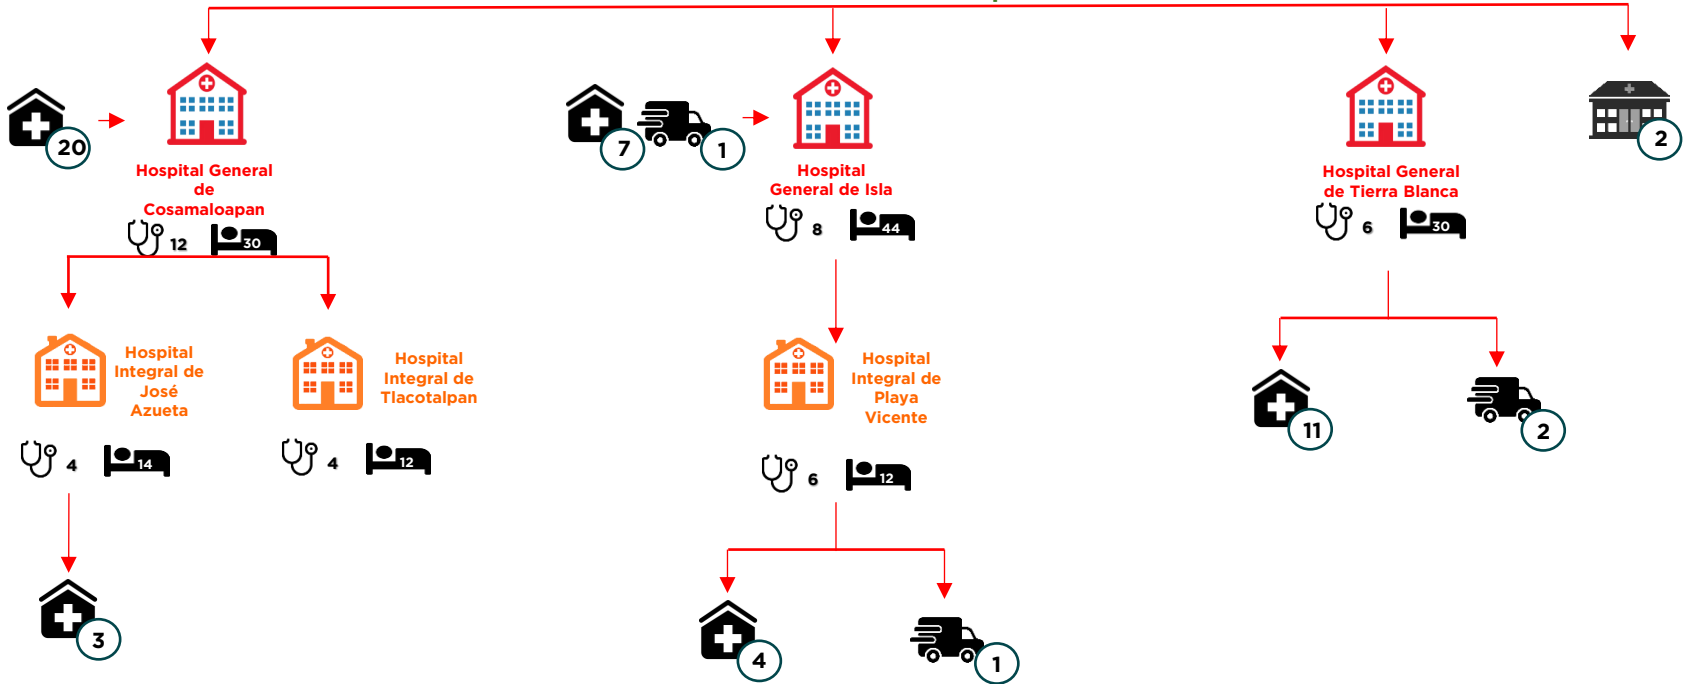 20
7
1
2
Hospital General
de
Cosamaloapan
12
30
Hospital
General de Isla
8
44
Hospital General
de Tierra Blanca
6
30
Hospital
Integral de
José
Azueta
4
14
Hospital
Integral de
Tlacotalpan
4
12
Hospital
Integral de
Playa
Vicente
6
12
11
2
3
4
1